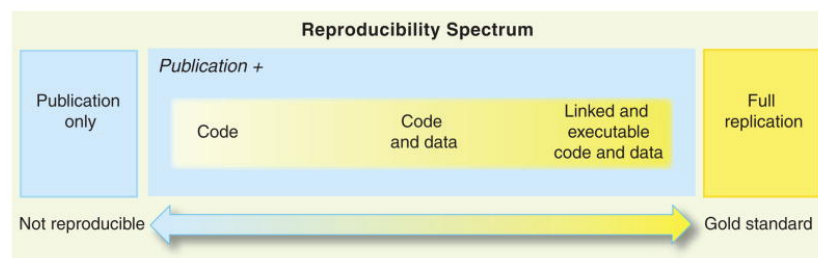 Reproducibility Spectrum
Publication
only
Publication +
Code
Code
and data
Linked and
executable
code and data
Full
replication
Not reproducible
Gold standard